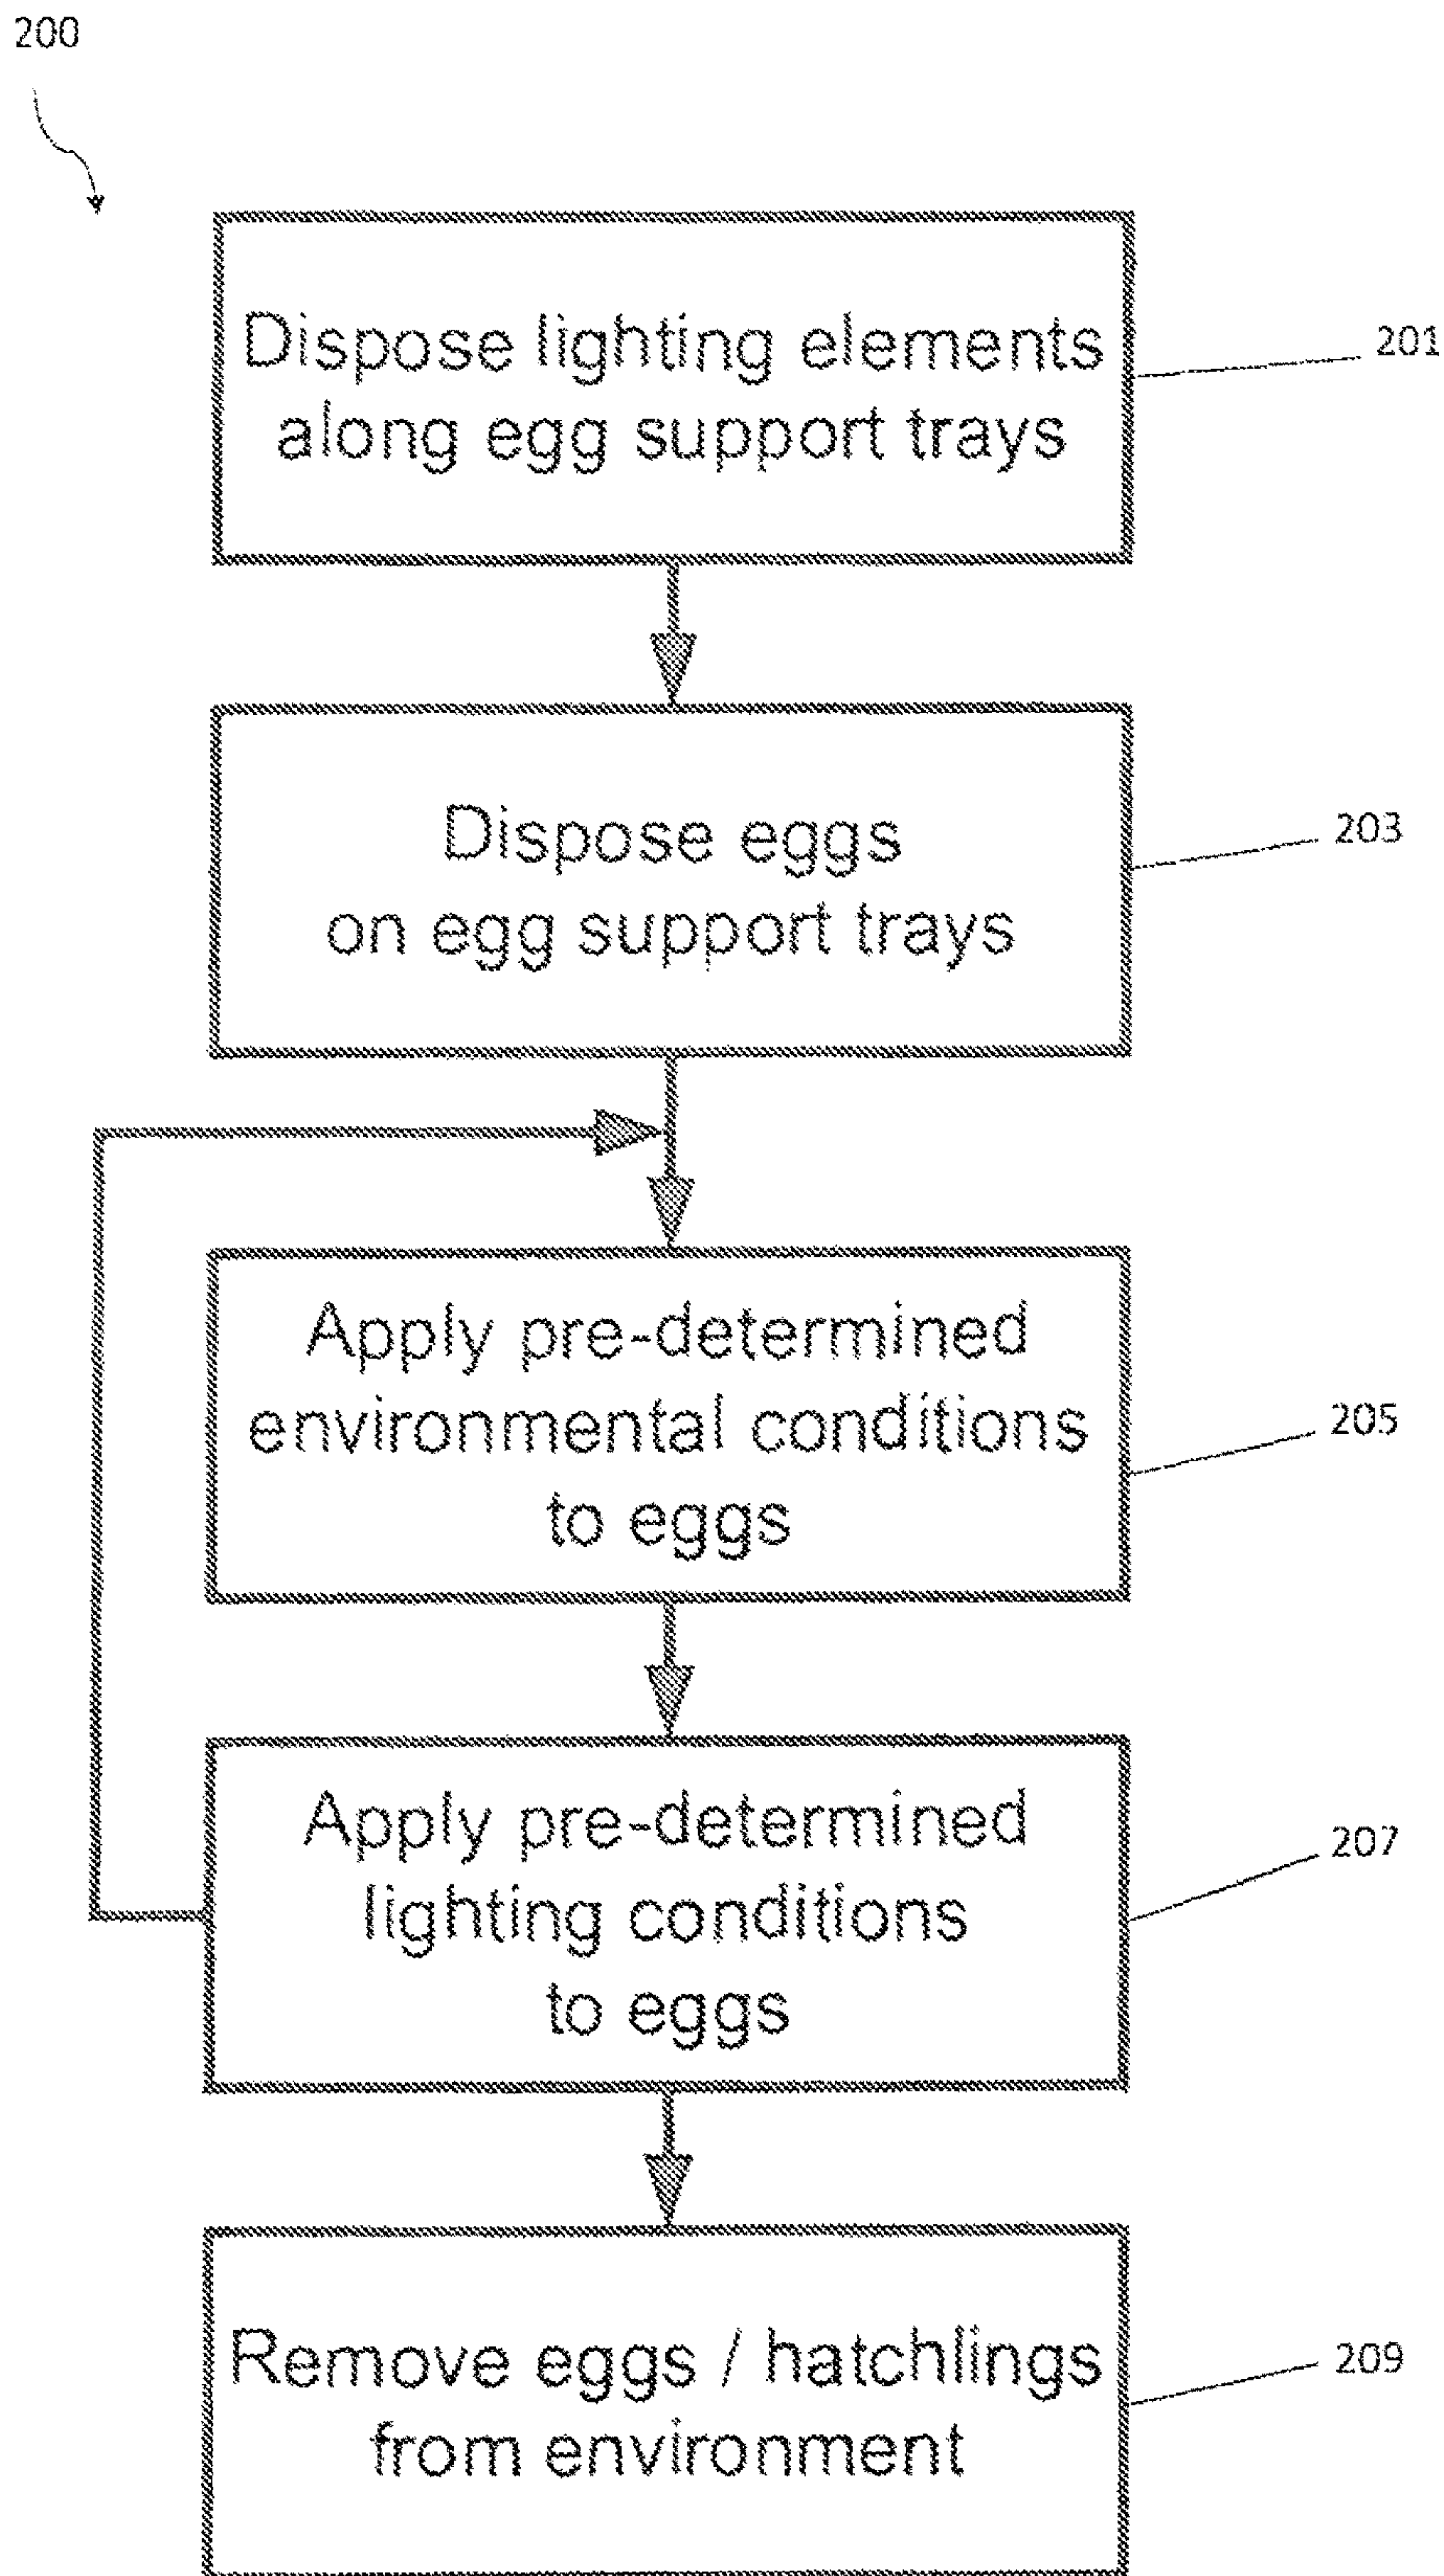 200
Dispose lighting elements
along egg support trays
201
Dispose eggs
on egg support trays
203
Apply pre-determined
environmental conditions
to eggs
205
Apply pre-determined
lighting conditions
to eggs
207
Remove eggs / hatchlings
from environment
209